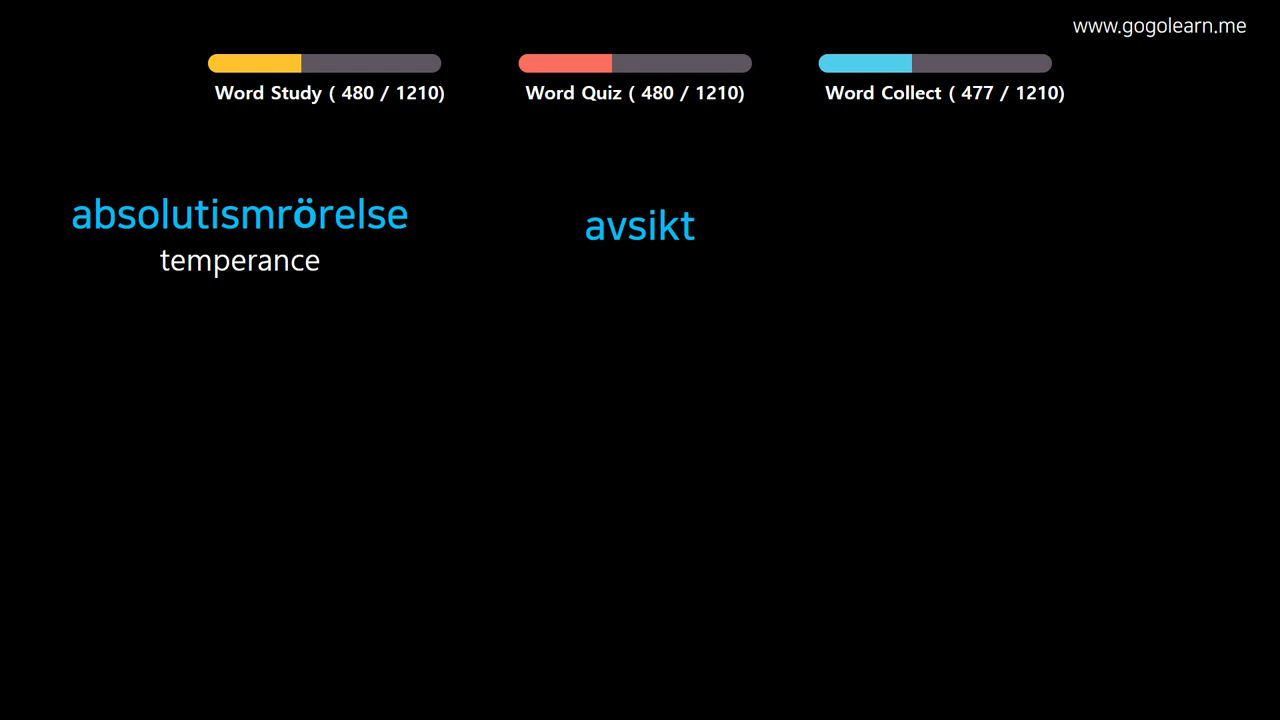 www.gogolearn.me
Word Study ( 480 / 1210)
Word Quiz ( 480 / 1210)
Word Collect ( 477 / 1210)
absolutismrörelse
temperance
avsikt